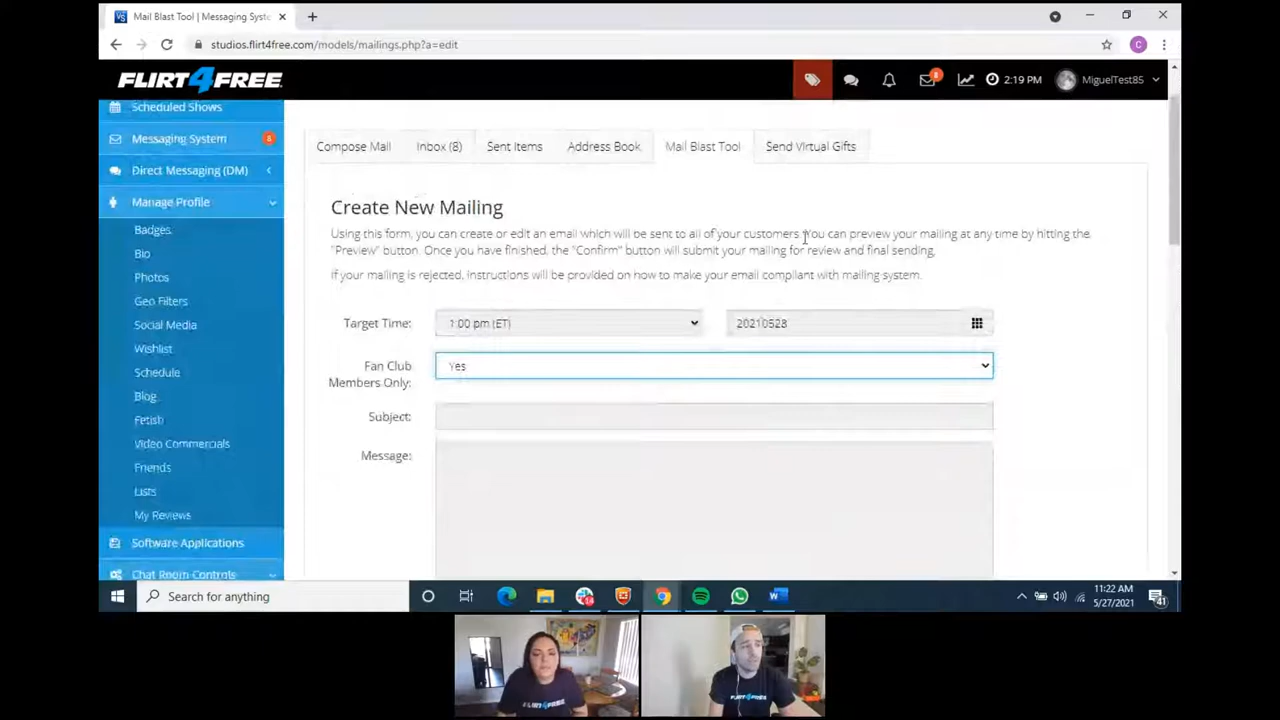 Mail Blast Tool | Messaging Syste
studios.flirt4free.com/models/mailings.php?a=edit
C
FLIRT4FREE
8
2:19 PM
MiguelTest85
Scheduled Shows
Messaging System 8
Direct Messaging (DM)
Manage Profile
Badges
Bio
Photos
Geo Filters
Social Media
Wishlist
Schedule
Blog
Fetish
Video Commercials
Friends
Lists
My Reviews
Software Applications
Chat Room Controls
Compose Mail
Inbox (8)
Sent Items
Address Book
Mail Blast Tool
Send Virtual Gifts
Create New Mailing
Using this form, you can create or edit an email which will be sent to all of your customers. You can preview your mailing at any time by hitting the
"Preview" button. Once you have finished, the "Confirm" button will submit your mailing for review and final sending.
If your mailing is rejected, instructions will be provided on how to make your email compliant with mailing system.
Target Time: 1:00 pm (ET) 20210528
Fan Club
Members Only: Yes
Subject:
Message:
Search for anything
11:22 AM
5/27/2021
41
FLIRT4FREE
FLIRT4FREE